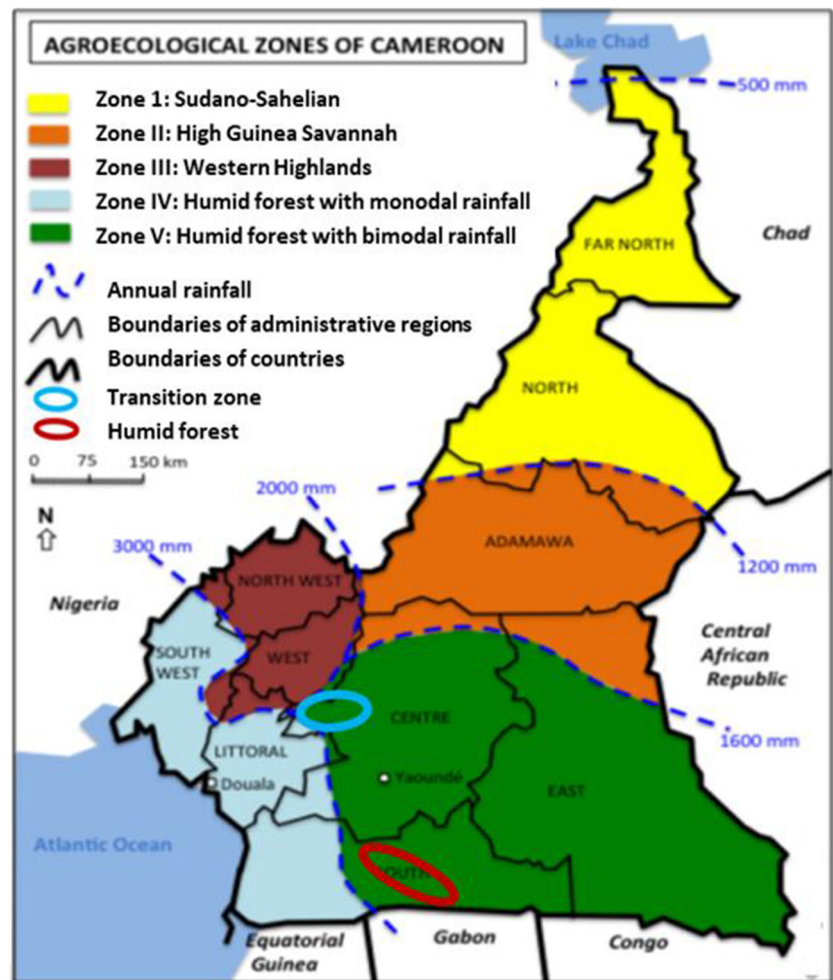 AGROECOLOGICAL ZONES OF CAMEROON
Lake Chad
500 mm
Zone 1: Sudano-Sahelian
Zone II: High Guinea Savannah
Zone III: Western Highlands
Zone IV: Humid forest with monodal rainfall
Zone V: Humid forest with bimodal rainfall
Annual rainfall
Boundaries of administrative regions
Boundaries of countries
Transition zone
Humid forest
0 75 150 km
N
Chad
FAR NORTH
NORTH
2000 mm
3000 mm
ADAMAWA
1200 mm
NORTH WEST
Nigeria
Central
African
Republic
SOUTH
WEST
WEST
CENTRE
1600 mm
LITTORAL
Douala
Yaoundé
EAST
Atlantic Ocean
SOUTH
Equatorial
Guinea
Gabon
Congo